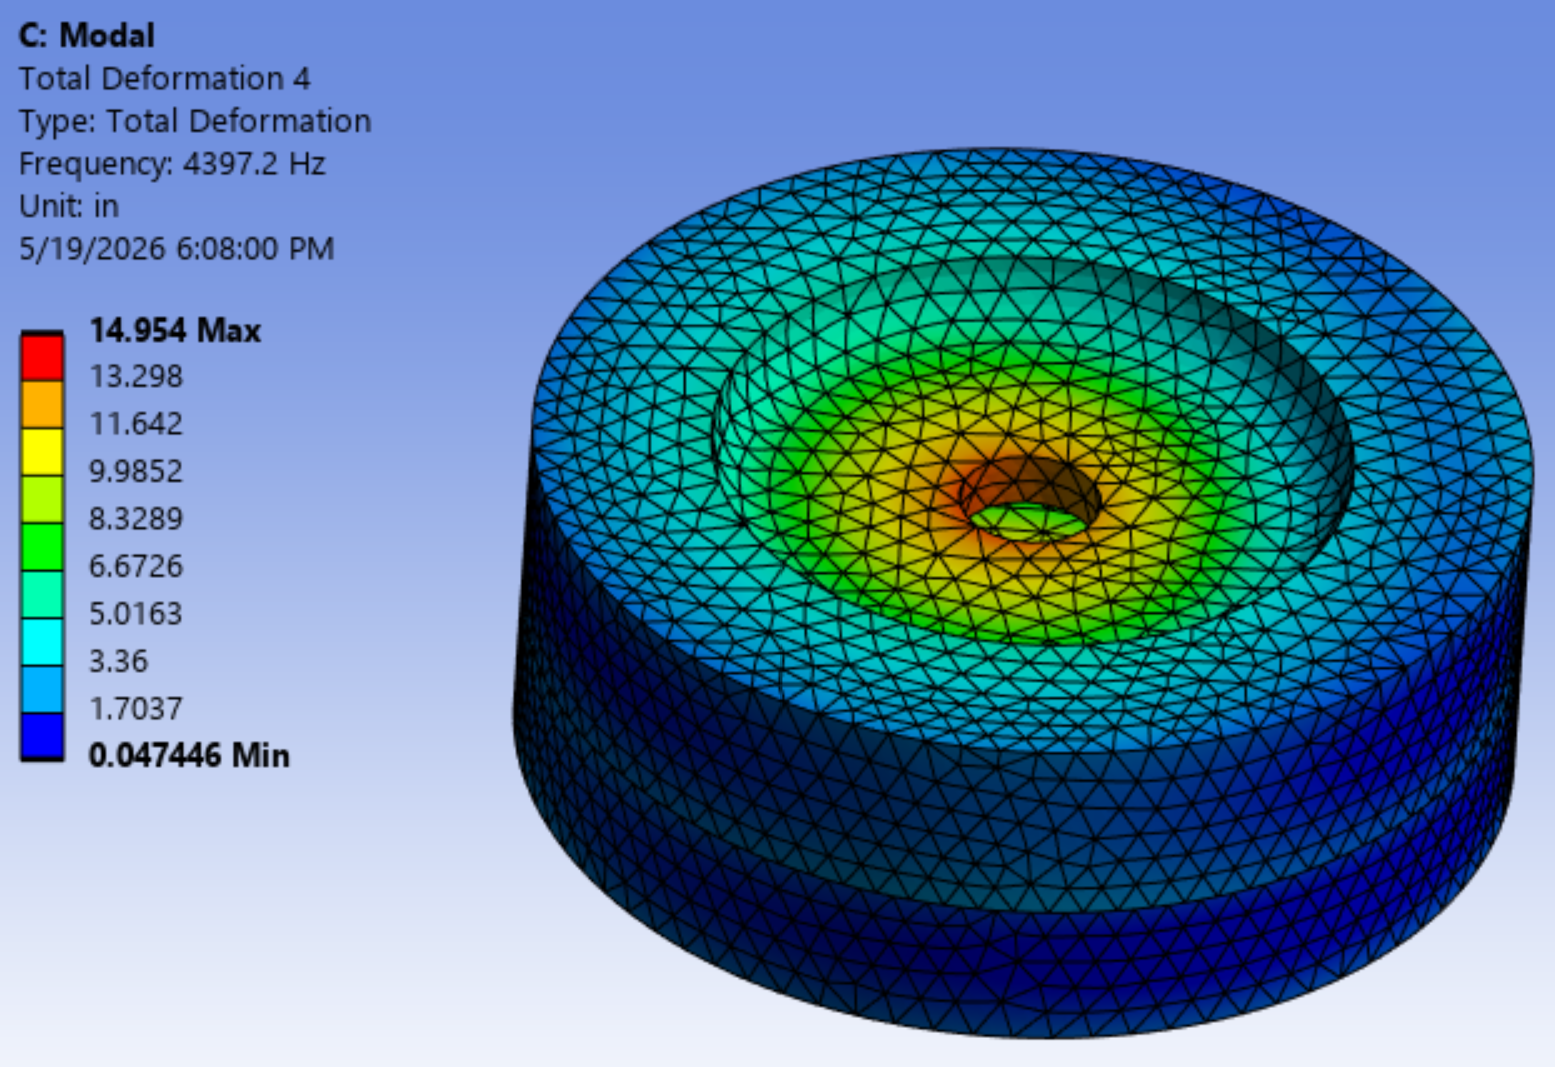 C: Modal
Total Deformation 4
Type: Total Deformation
Frequency: 4397.2 Hz
Unit: in
5/19/2026 6:08:00 PM
14.954 Max
13.298
11.642
9.9852
8.3289
6.6726
5.0163
3.36
1.7037
0.047446 Min